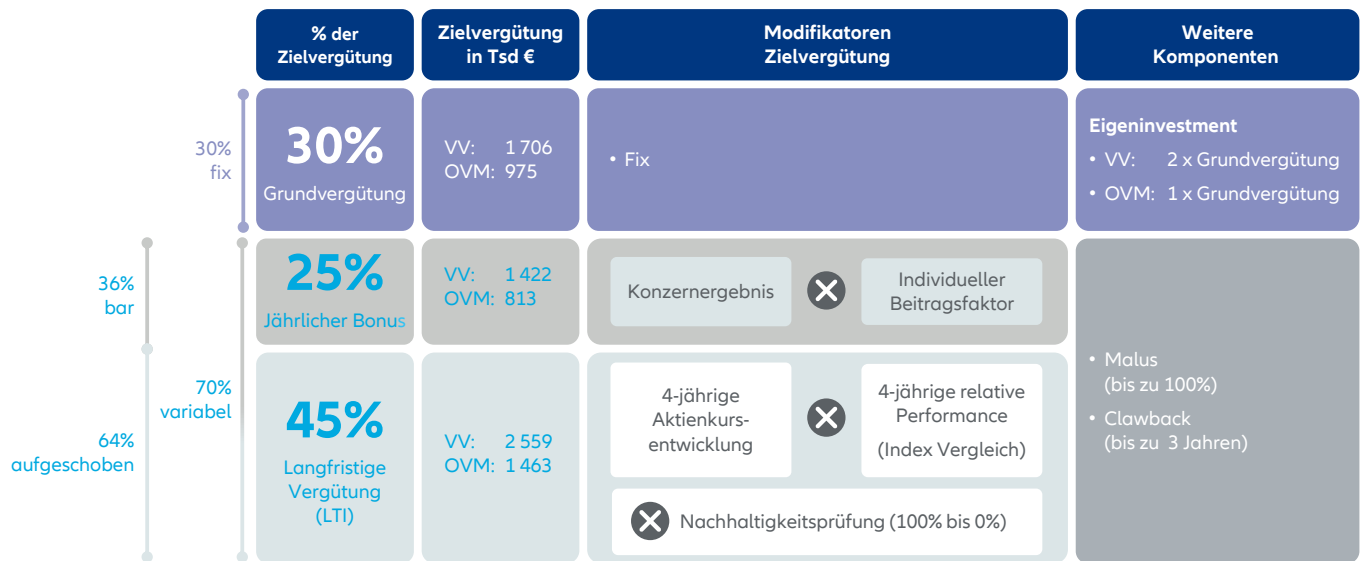 % der
Zielvergütung
Zielvergütung
in Tsd €
Modifikatoren
Zielvergütung
Weitere
Komponenten
30%
fix
30%
Grundvergütung
VV: 1 706
OVM: 975
• Fix
Eigeninvestment
• VV: 2 x Grundvergütung
• OVM: 1 x Grundvergütung
36%
bar
70%
variabel
64%
aufgeschoben
25%
Jährlicher Bonus
VV: 1 422
OVM: 813
Konzernergebnis
Individueller
Beitragsfaktor
45%
Langfristige
Vergütung
(LTI)
VV: 2 559
OVM: 1 463
4-jährige
Aktienkurs-
entwicklung
4-jährige relative
Performance
(Index Vergleich)
Nachhaltigkeitsprüfung (100% bis 0%)
• Malus
(bis zu 100%)
• Clawback
(bis zu 3 Jahren)